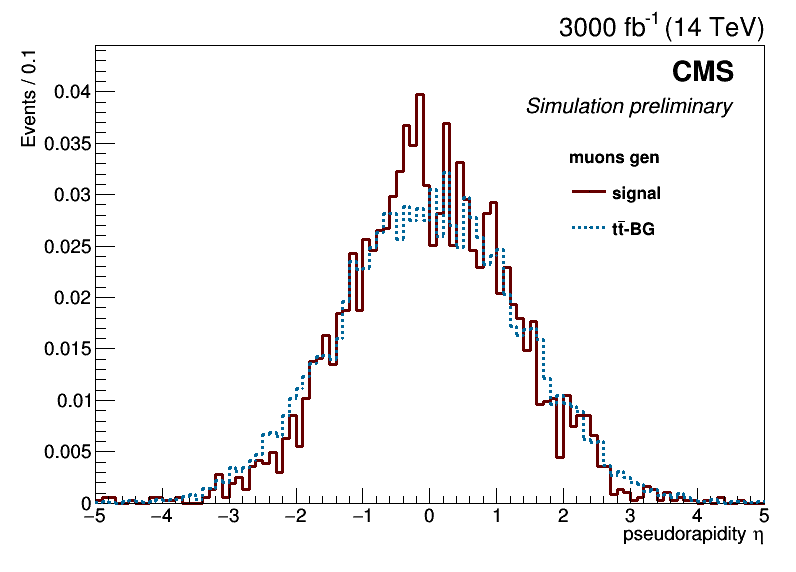 3000 fb⁻¹ (14 TeV)
CMS
Simulation preliminary
muons gen
signal
tt̄-BG
Events / 0.1
0.04
0.035
0.03
0.025
0.02
0.015
0.01
0.005
0
−5 −4 −3 −2 −1 0 1 2 3 4 5
pseudorapidity η